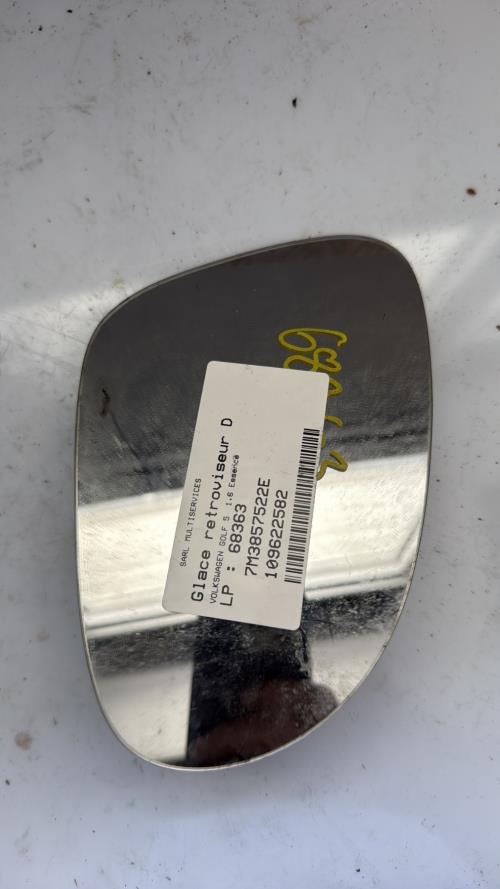 SARL MULTISERVICES
Glace retroviseur D
VOLKSWAGEN GOLF 5 1.6 Essence
LP : 68363
7M3857522E
109622582